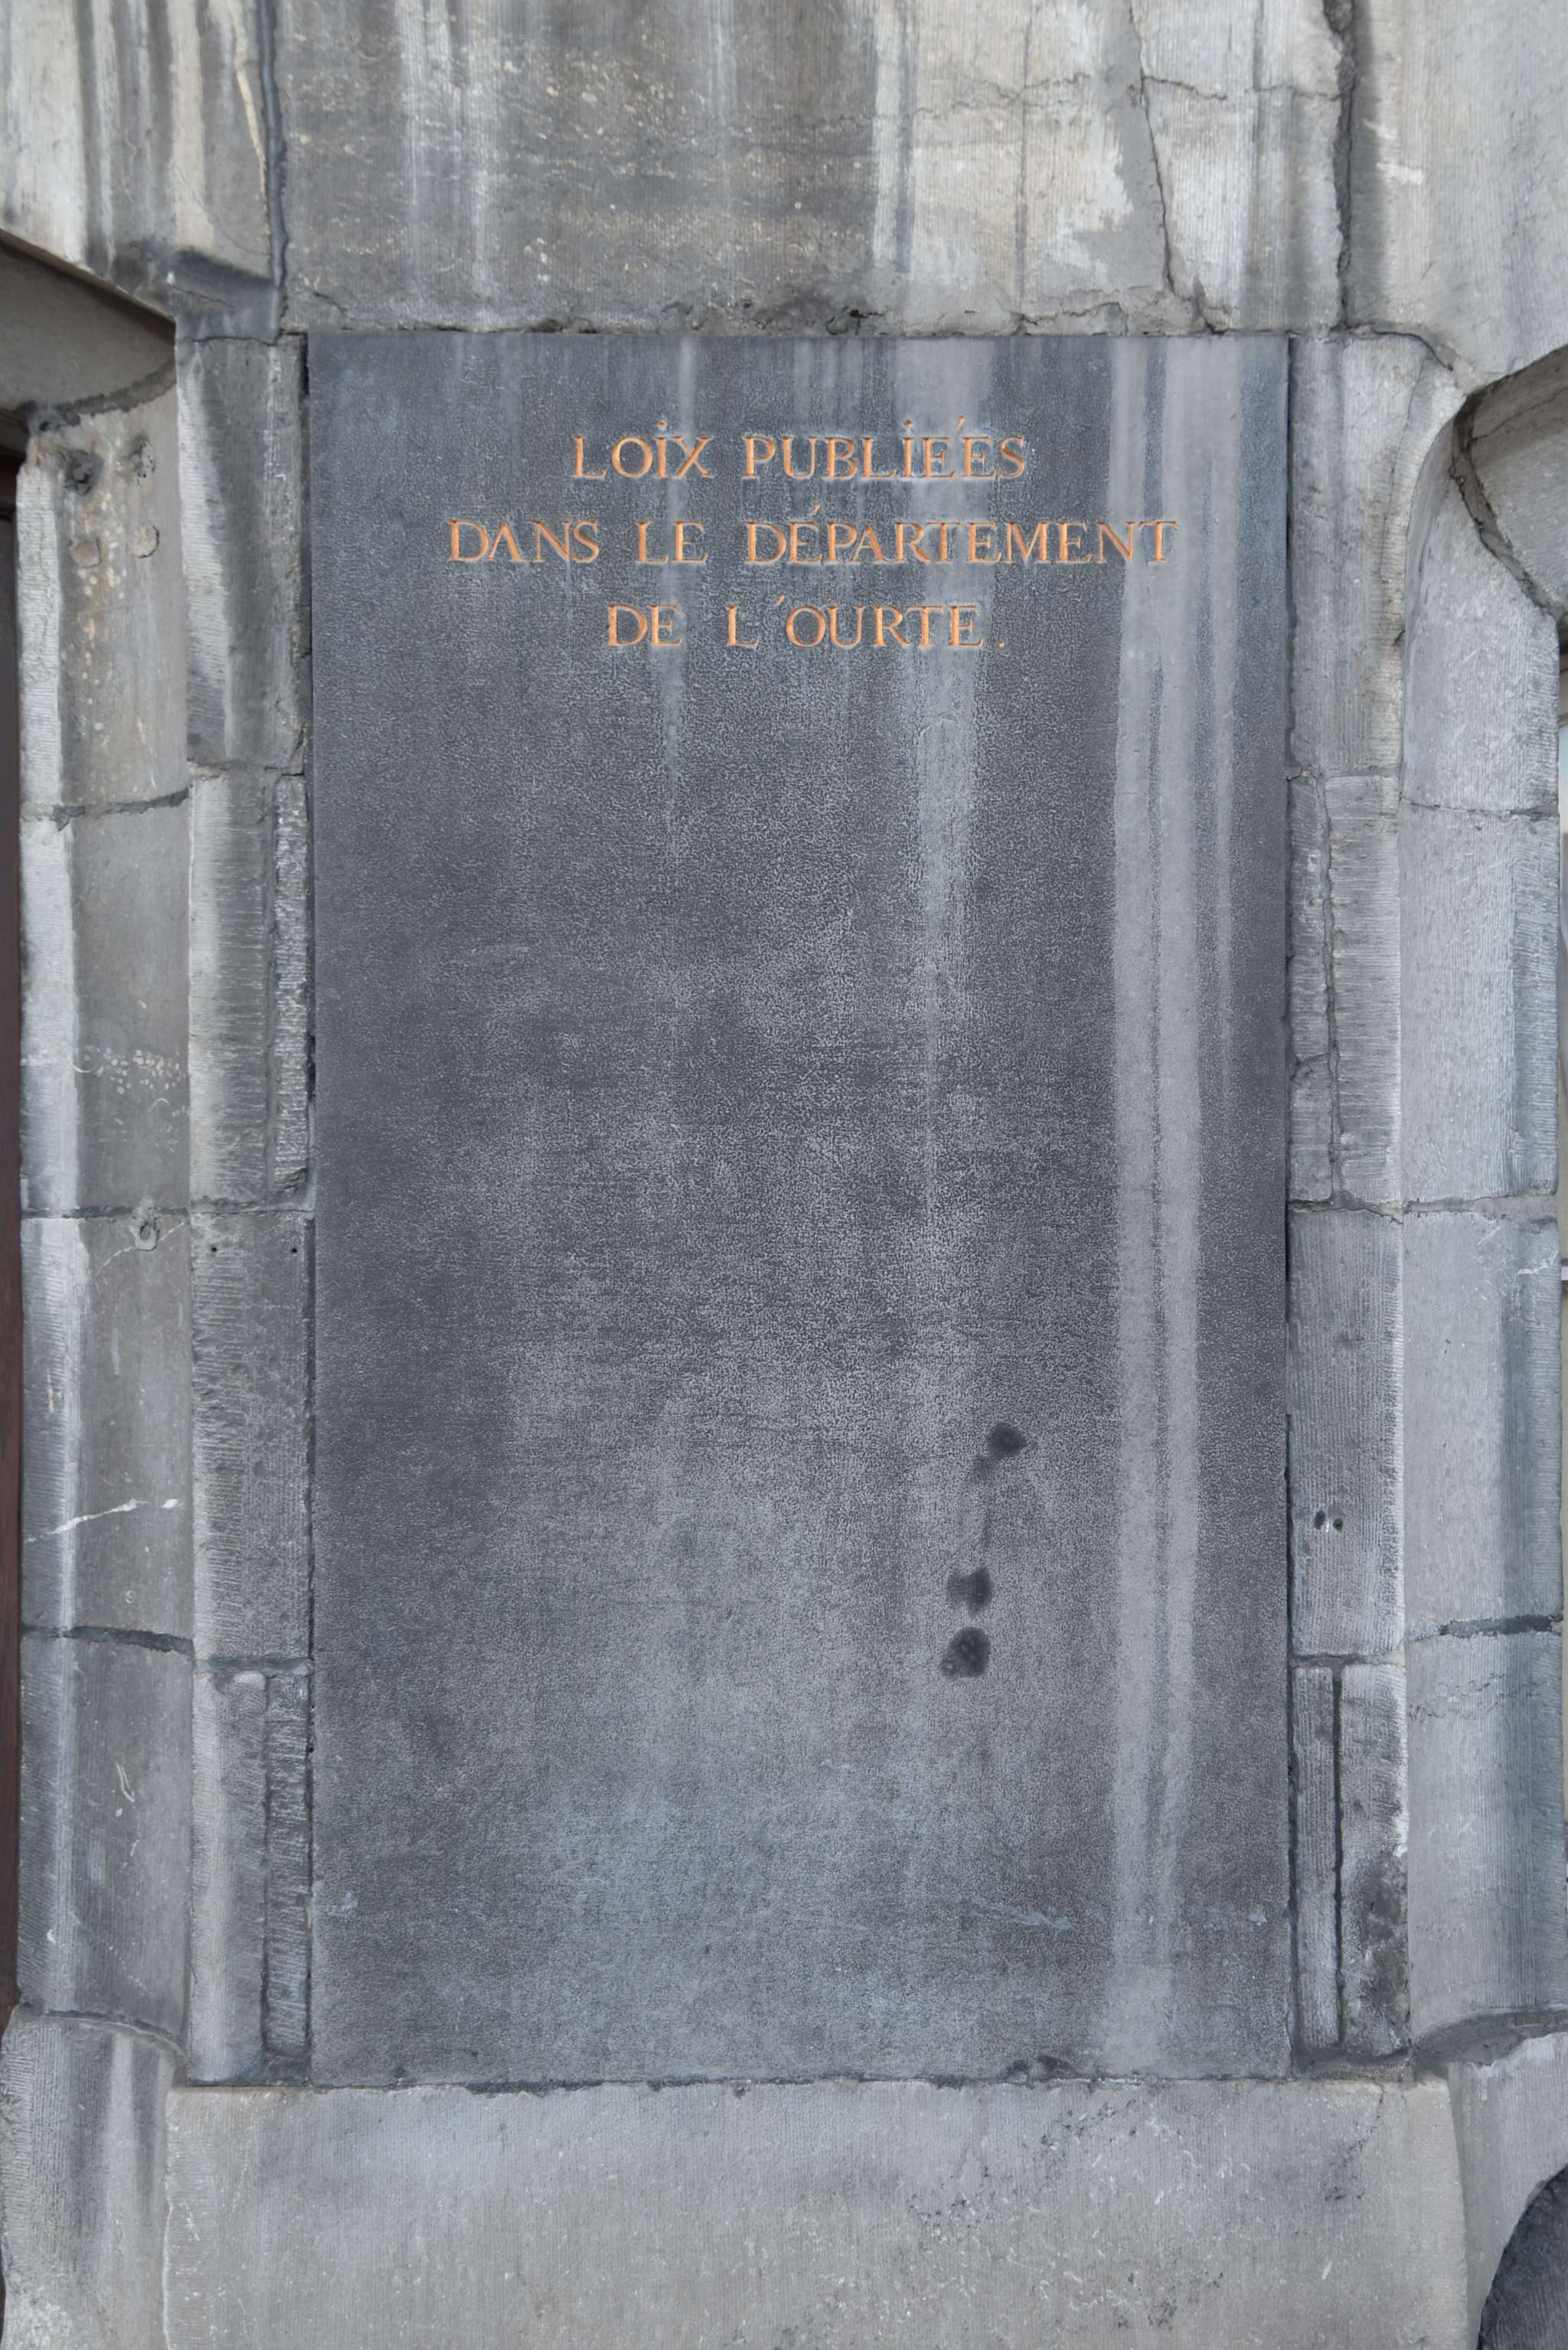 LOiX PUBLiÉES
DANS LE DÉPARTEMENT
DE L'OURTE.